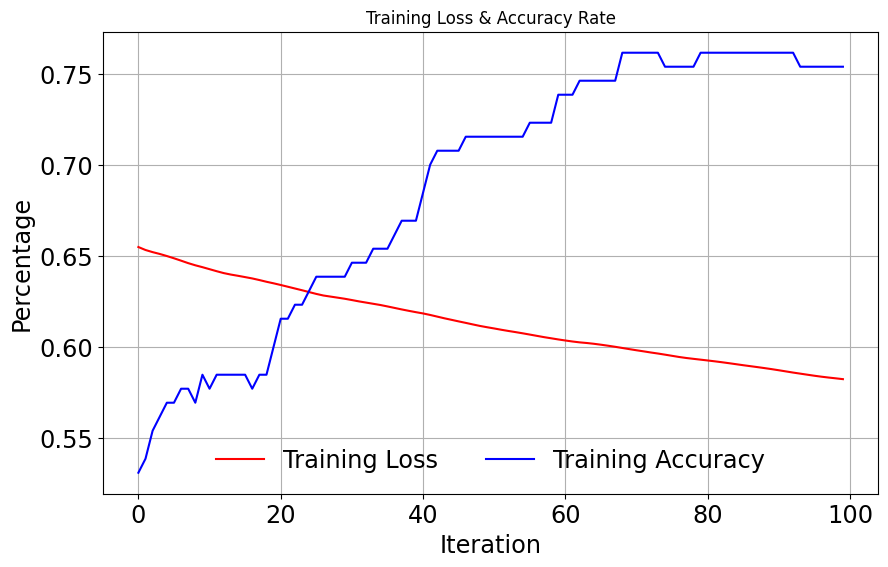 Training Loss & Accuracy Rate
Percentage
0.75
0.70
0.65
0.60
0.55
Training Loss
Training Accuracy
0 20 40 60 80 100
Iteration